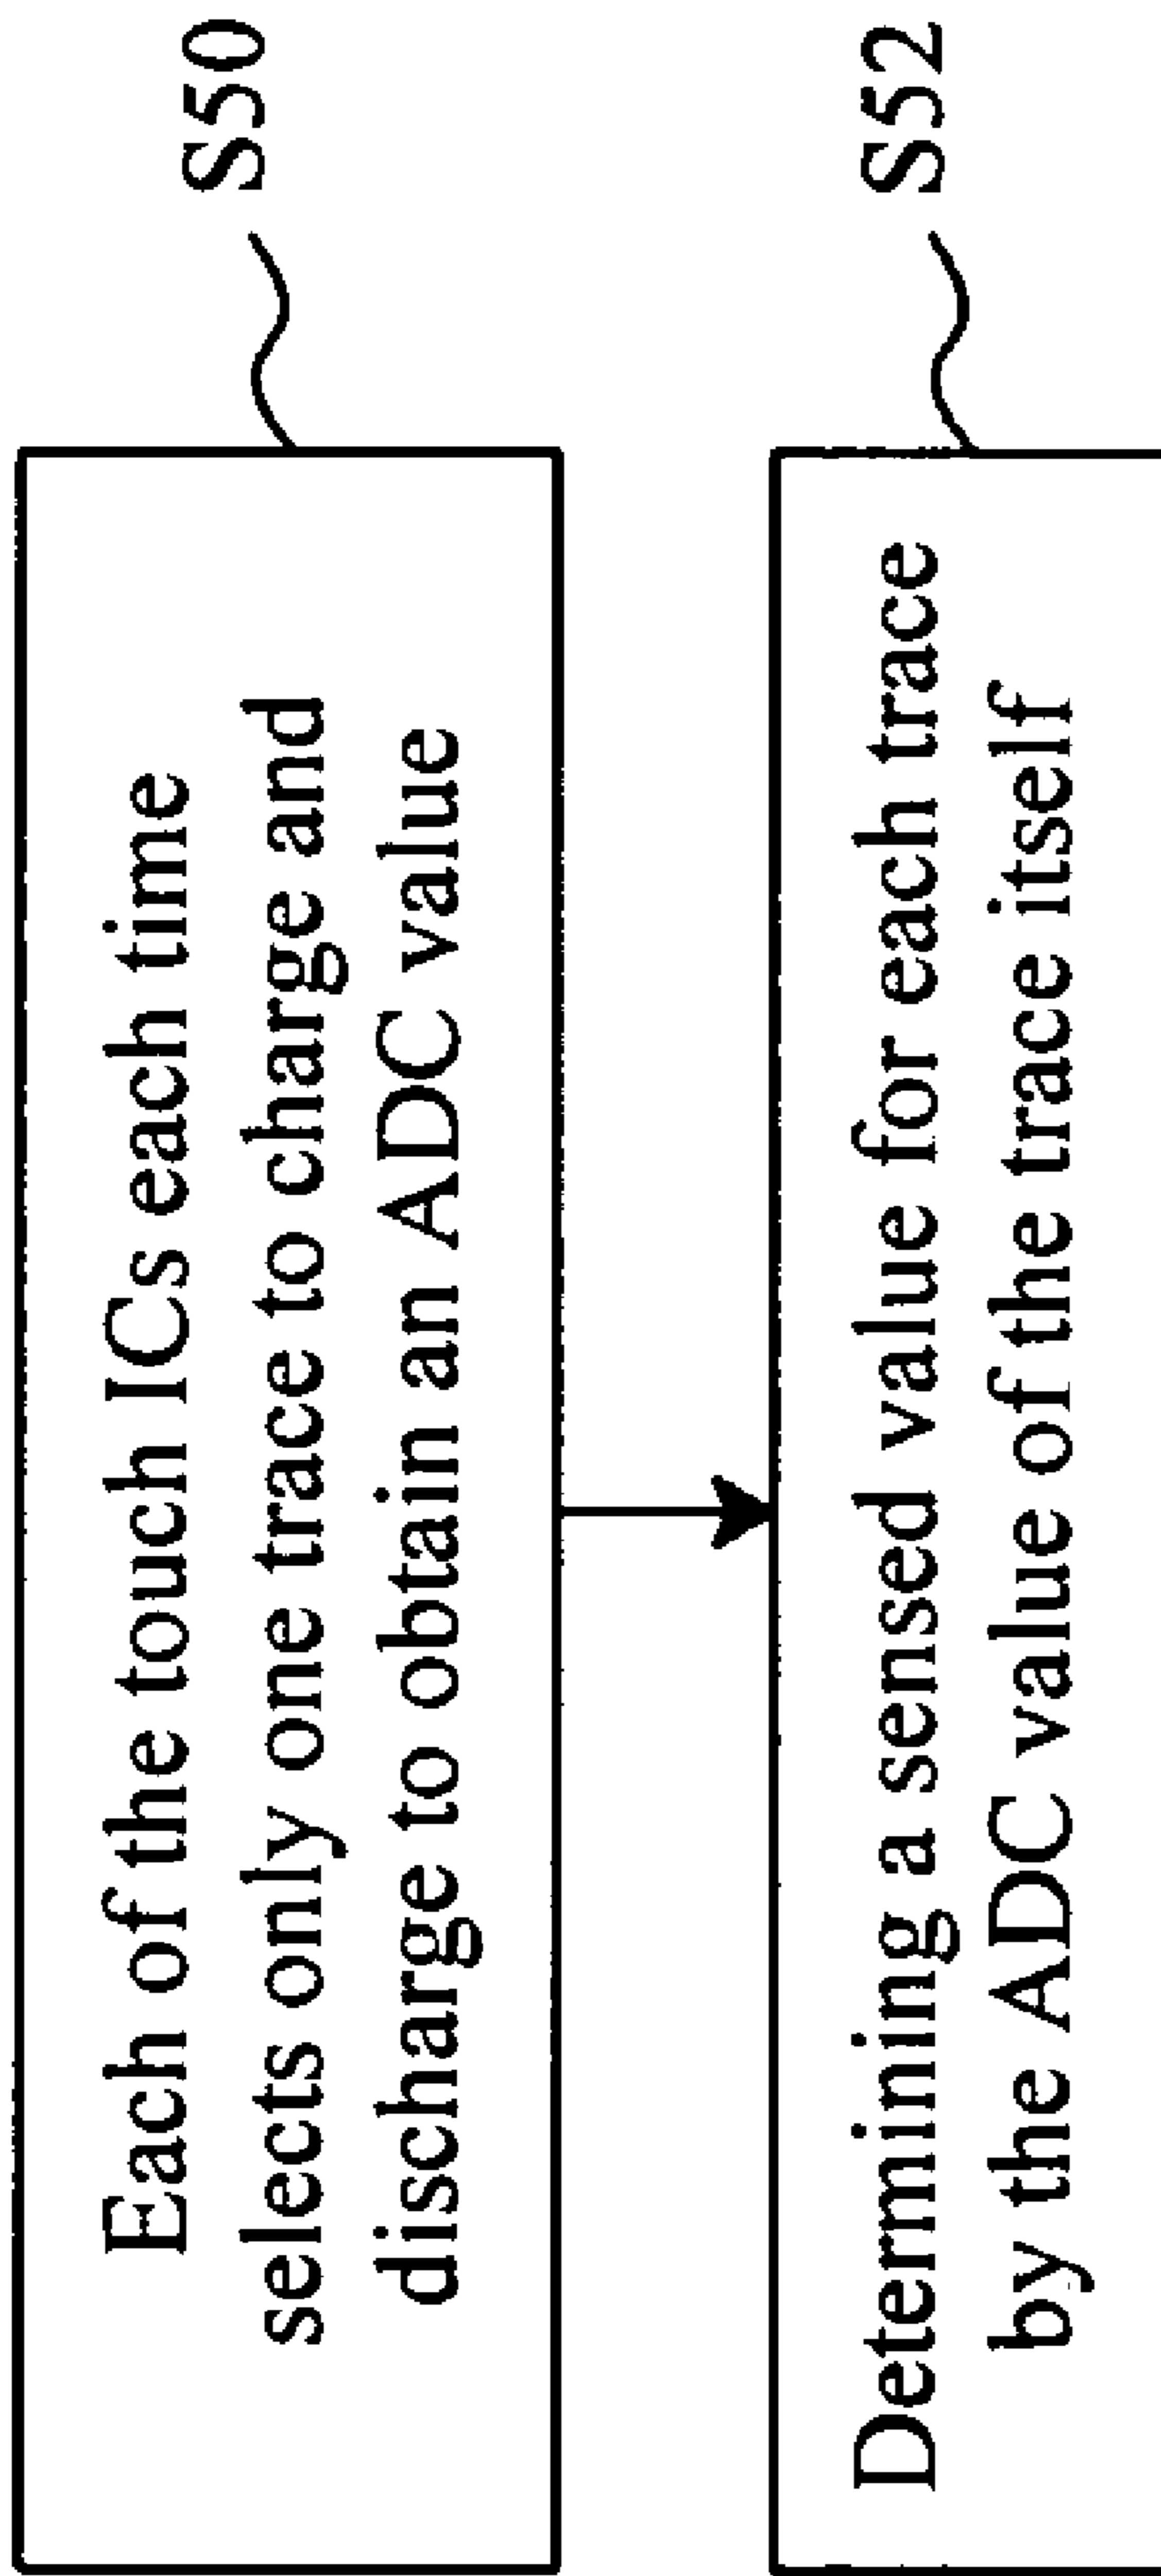 Each of the touch ICs each time
selects only one trace to charge and
discharge to obtain an ADC value
S50
Determining a sensed value for each trace
by the ADC value of the trace itself
S52